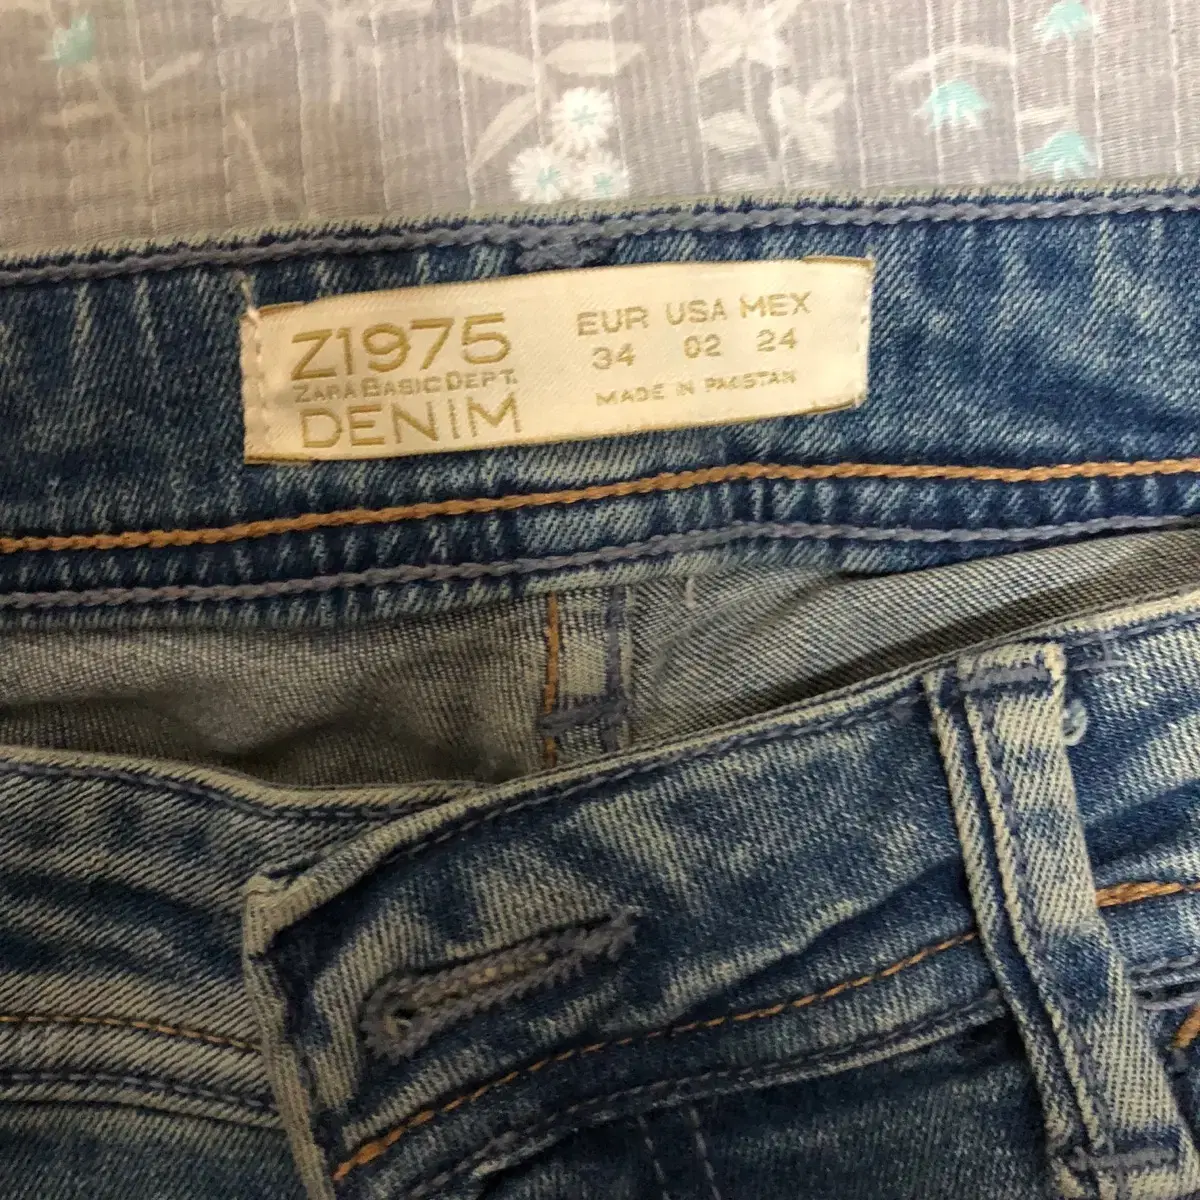 Z1975
ZARA BASIC DEPT.
DENIM
EUR USA MEX
34 02 24
MADE IN PAKISTAN